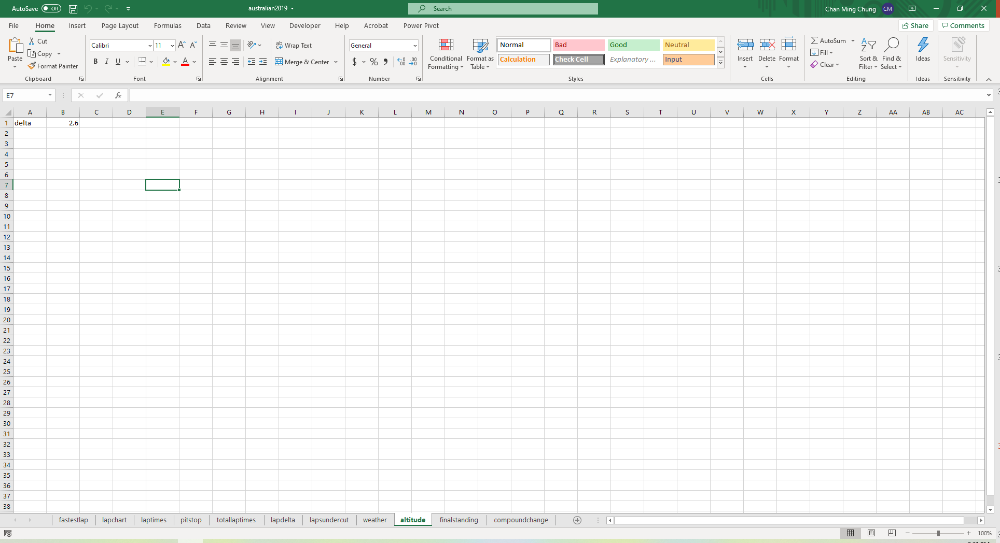 AutoSave Off australian2019 Search Chan Ming Chung CM
File Home Insert Page Layout Formulas Data Review View Developer Help Acrobat Power Pivot Share Comments
Paste Cut Copy Format Painter Clipboard
Calibri 11 B I U A A A Font
Wrap Text Merge & Center Alignment
General $ % Number
Conditional Formatting Format as Table Normal Bad Good Neutral Calculation Check Cell Explanatory ... Input Styles
Insert Delete Format Cells
AutoSum Fill Clear Sort & Filter Find & Select Editing
Ideas Ideas
Sensitivity Sensitivity
E7 fx
A B C D E F G H I J K L M N O P Q R S T U V W X Y Z AA AB AC
1 delta 2.6
2
3
4
5
6
7
8
9
10
11
12
13
14
15
16
17
18
19
20
21
22
23
24
25
26
27
28
29
30
31
32
33
34
35
36
37
38
fastestlap lapchart laptimes pitstop totallaptimes lapdelta lapsundercut weather altitude finalstanding compoundchange
100%